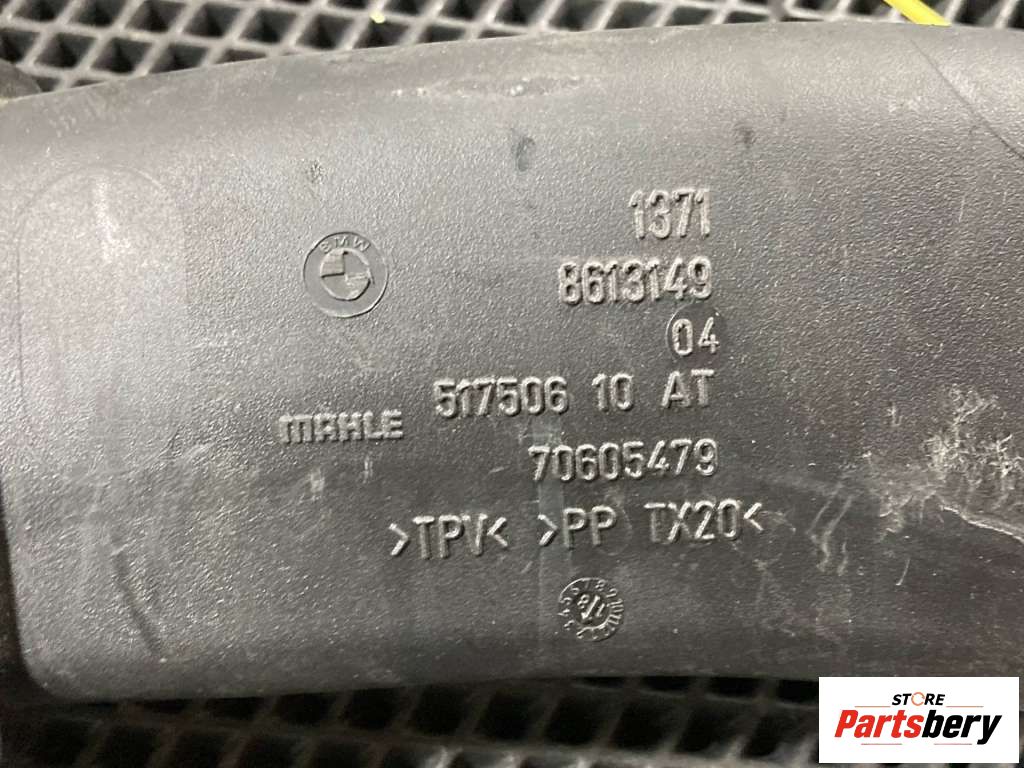 BMW
1371
8613149
04
MAHLE 517506 10 AT
70605479
>TPV< >PP TX20<
STORE
Partsbery